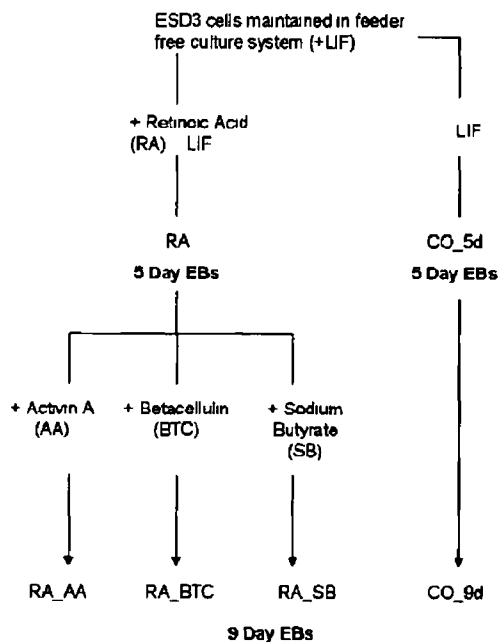 ESD3 cells maintained in feeder
free culture system (+LIF)
+ Retinoic Acid
(RA) LIF
LIF
RA
CO_5d
5 Day EBs
5 Day EBs
+ Activin A
(AA)
+ Betacellulin
(BTC)
+ Sodium
Butyrate
(SB)
RA_AA
RA_BTC
RA_SB
CO_9d
9 Day EBs